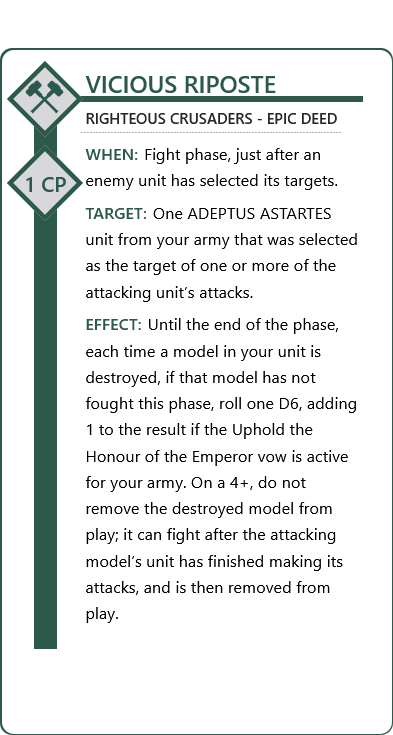 VICIOUS RIPOSTE
RIGHTEOUS CRUSADERS - EPIC DEED
1 CP
WHEN: Fight phase, just after an
enemy unit has selected its targets.
TARGET: One ADEPTUS ASTARTES
unit from your army that was selected
as the target of one or more of the
attacking unit's attacks.
EFFECT: Until the end of the phase,
each time a model in your unit is
destroyed, if that model has not
fought this phase, roll one D6, adding
1 to the result if the Uphold the
Honour of the Emperor vow is active
for your army. On a 4+, do not
remove the destroyed model from
play; it can fight after the attacking
model's unit has finished making its
attacks, and is then removed from
play.